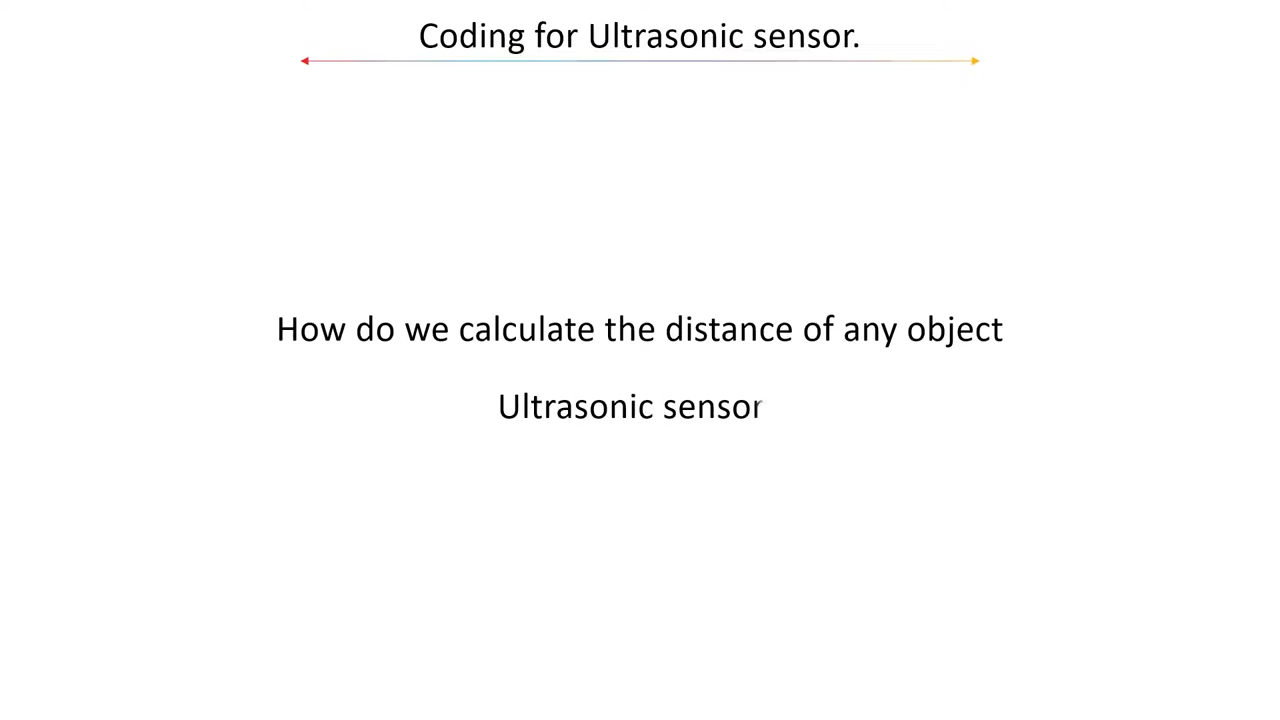 Coding for Ultrasonic sensor.
How do we calculate the distance of any object
Ultrasonic sensor